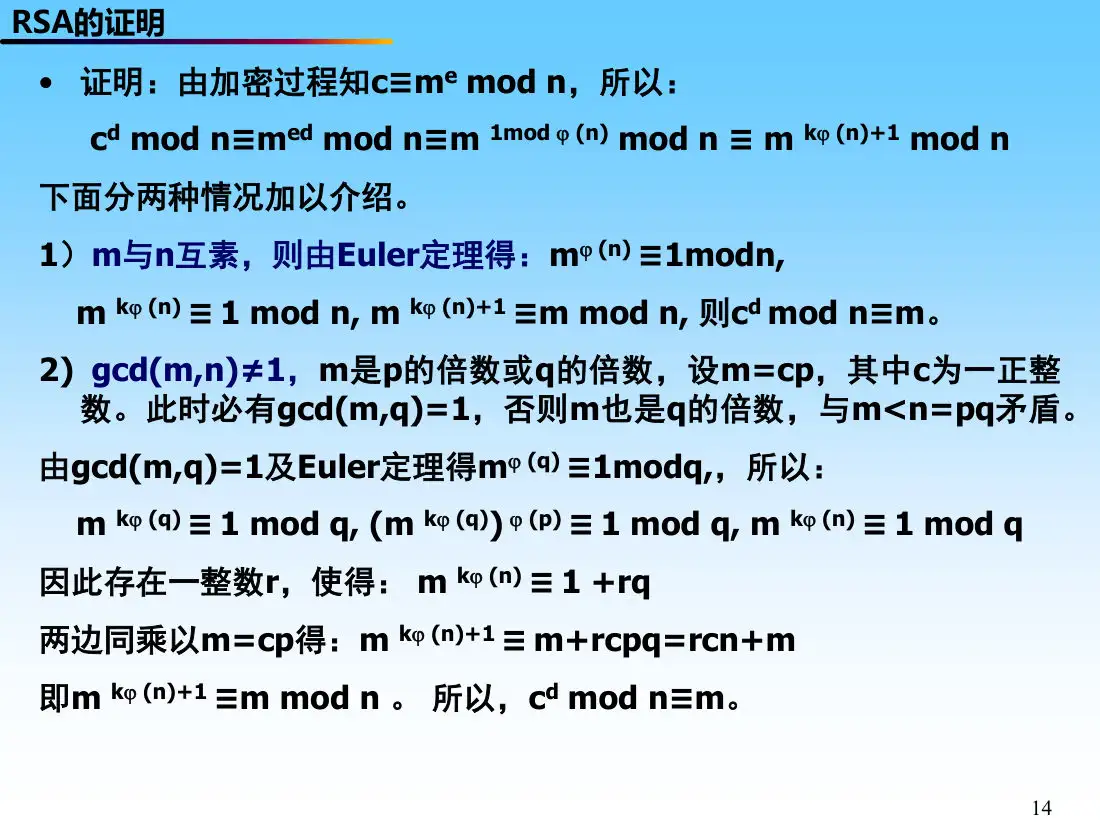 RSA的证明
• 证明：由加密过程知c≡mᵉ mod n，所以：
cᵈ mod n≡mᵉᵈ mod n≡m ¹ᵐᵒᵈ ᵠ ⁽ⁿ⁾ mod n ≡ m ᵏᵠ ⁽ⁿ⁾⁺¹ mod n
下面分两种情况加以介绍。
1）m与n互素，则由Euler定理得：mᵠ ⁽ⁿ⁾ ≡1modn,
m ᵏᵠ ⁽ⁿ⁾ ≡ 1 mod n, m ᵏᵠ ⁽ⁿ⁾⁺¹ ≡m mod n, 则cᵈ mod n≡m。
2) gcd(m,n)≠1，m是p的倍数或q的倍数，设m=cp，其中c为一正整
数。此时必有gcd(m,q)=1，否则m也是q的倍数，与m<n=pq矛盾。
由gcd(m,q)=1及Euler定理得m^φ (q) ≡1modq,，所以：
m ^kφ (q) ≡ 1 mod q, (m ^kφ (q)) ^φ (p) ≡ 1 mod q, m ^kφ (n) ≡ 1 mod q
因此存在一整数r，使得： m ^kφ (n) ≡ 1 +rq
两边同乘以m=cp得：m ^kφ (n)+1 ≡ m+rcpq=rcn+m
即m ^kφ (n)+1 ≡m mod n 。 所以，cᵈ mod n≡m。
14